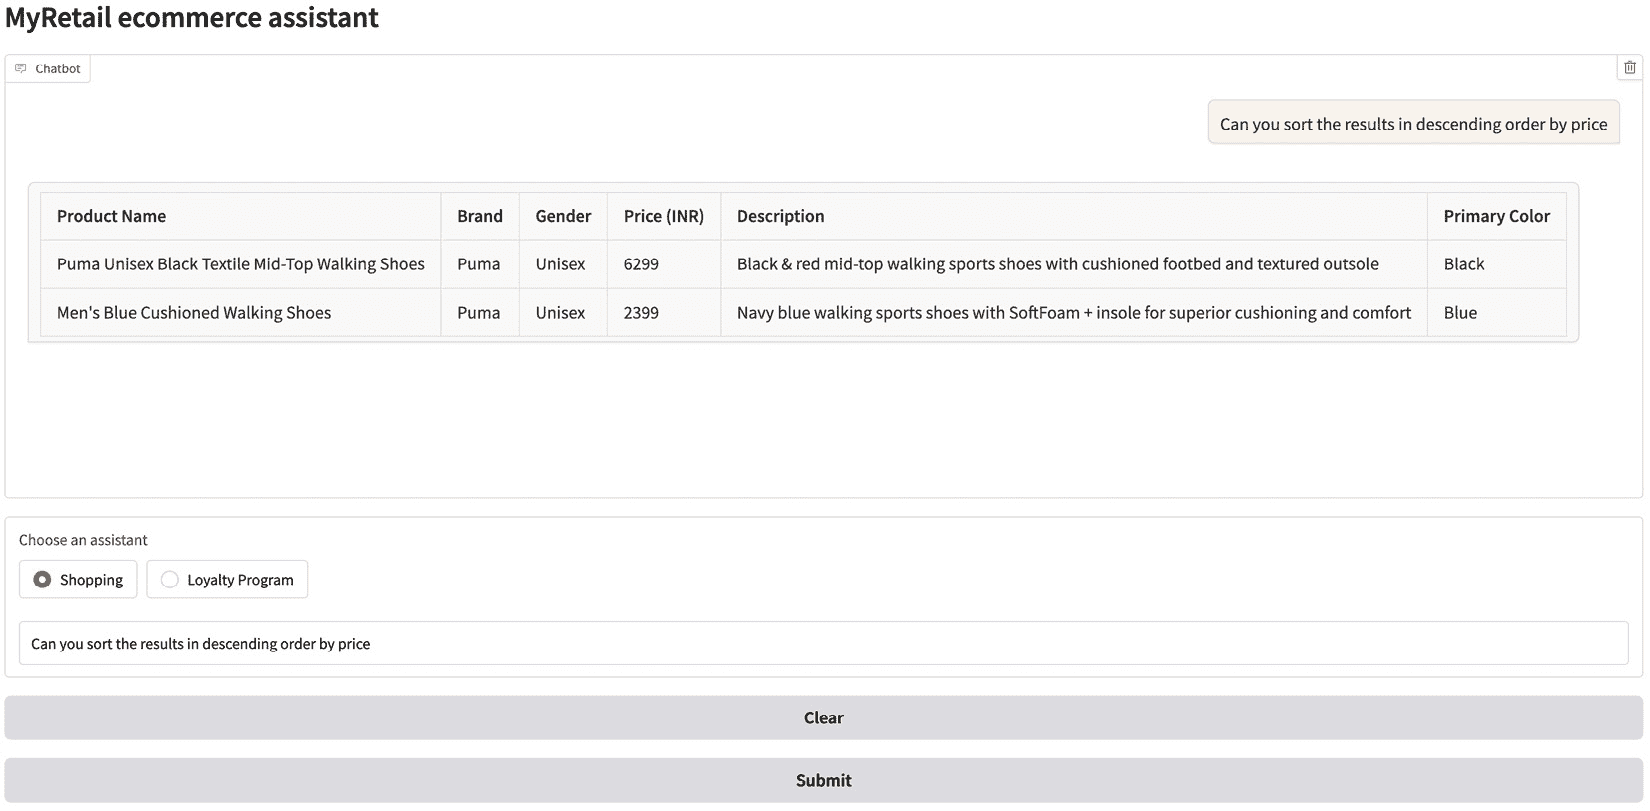 MyRetail ecommerce assistant
Chatbot
Can you sort the results in descending order by price
Product Name Brand Gender Price (INR) Description Primary Color
Puma Unisex Black Textile Mid-Top Walking Shoes Puma Unisex 6299 Black & red mid-top walking sports shoes with cushioned footbed and textured outsole Black
Men's Blue Cushioned Walking Shoes Puma Unisex 2399 Navy blue walking sports shoes with SoftFoam + insole for superior cushioning and comfort Blue
Choose an assistant
Shopping Loyalty Program
Can you sort the results in descending order by price
Clear
Submit